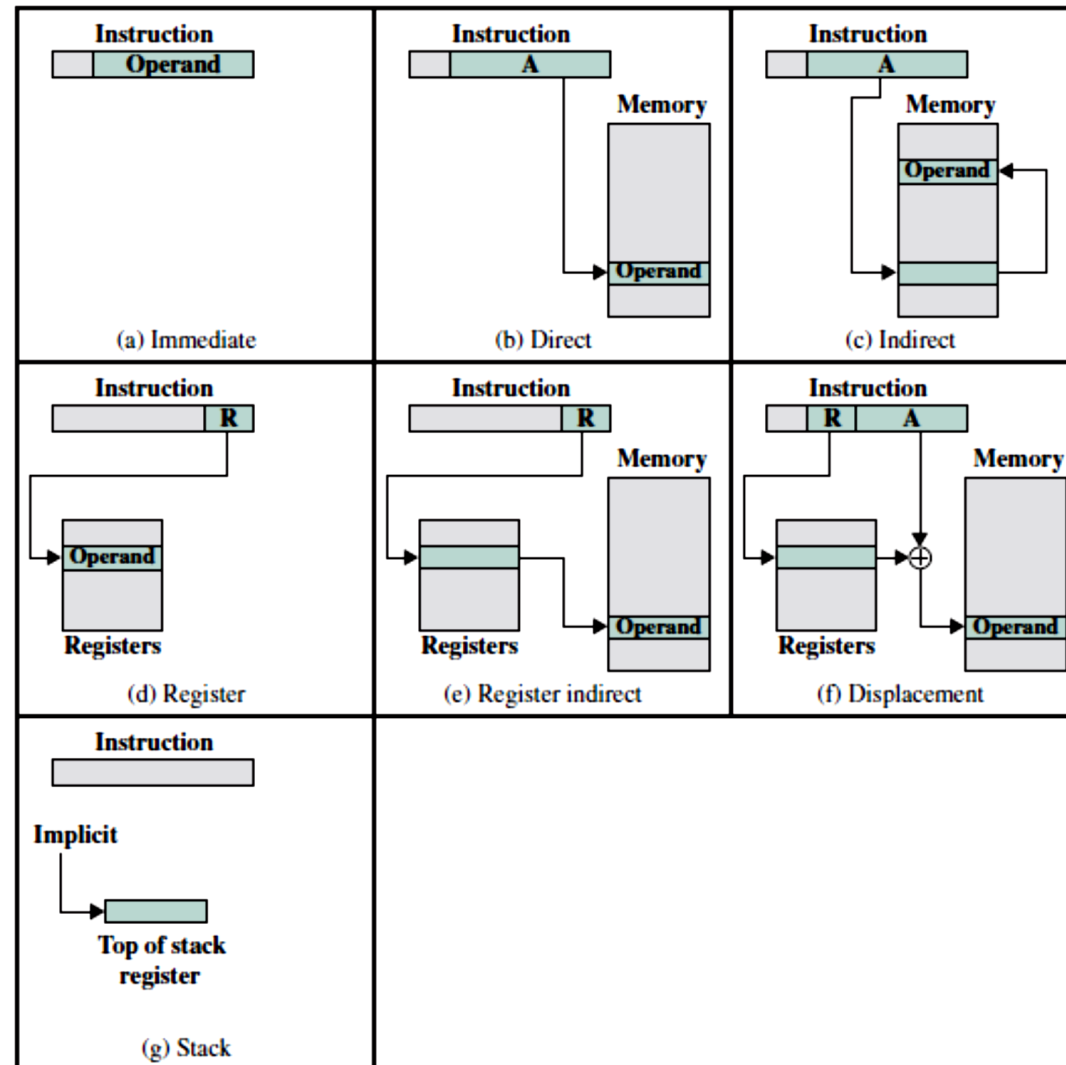 Instruction
Operand
(a) Immediate
Instruction
A
Memory
Operand
(b) Direct
Instruction
A
Memory
Operand
(c) Indirect
Instruction
R
Operand
Registers
(d) Register
Instruction
R
Memory
Registers
Operand
(e) Register indirect
Instruction
R A
Memory
+
Registers
Operand
(f) Displacement
Instruction
Implicit
Top of stack
register
(g) Stack